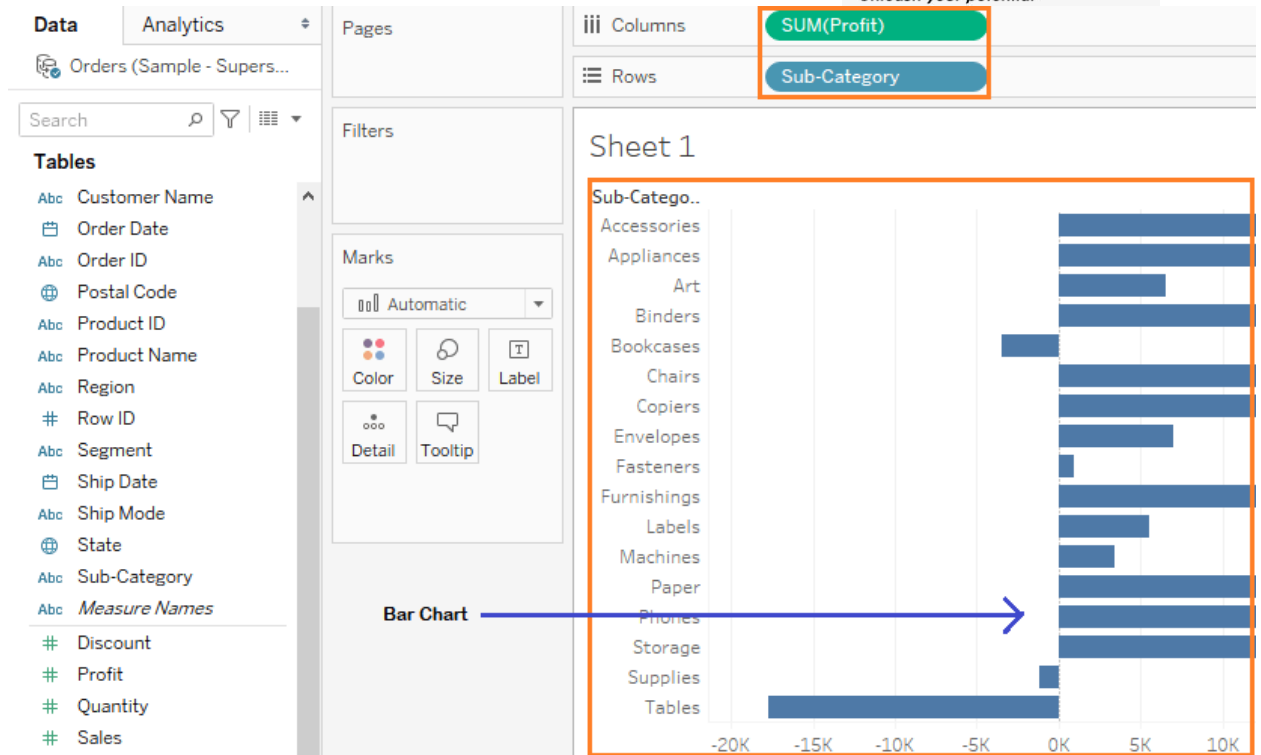 Unleash your potential
Data
Analytics
Orders (Sample - Supers...
Search
Tables
Abc Customer Name
Order Date
Abc Order ID
Postal Code
Abc Product ID
Abc Product Name
Abc Region
# Row ID
Abc Segment
Ship Date
Abc Ship Mode
State
Abc Sub-Category
Abc Measure Names
# Discount
# Profit
# Quantity
# Sales
Pages
Filters
Marks
Automatic
Color Size T Label
Detail Tooltip
Bar Chart
Columns SUM(Profit)
Rows Sub-Category
Sheet 1
Sub-Catego..
Accessories
Appliances
Art
Binders
Bookcases
Chairs
Copiers
Envelopes
Fasteners
Furnishings
Labels
Machines
Paper
Phones
Storage
Supplies
Tables
-20K -15K -10K -5K 0K 5K 10K